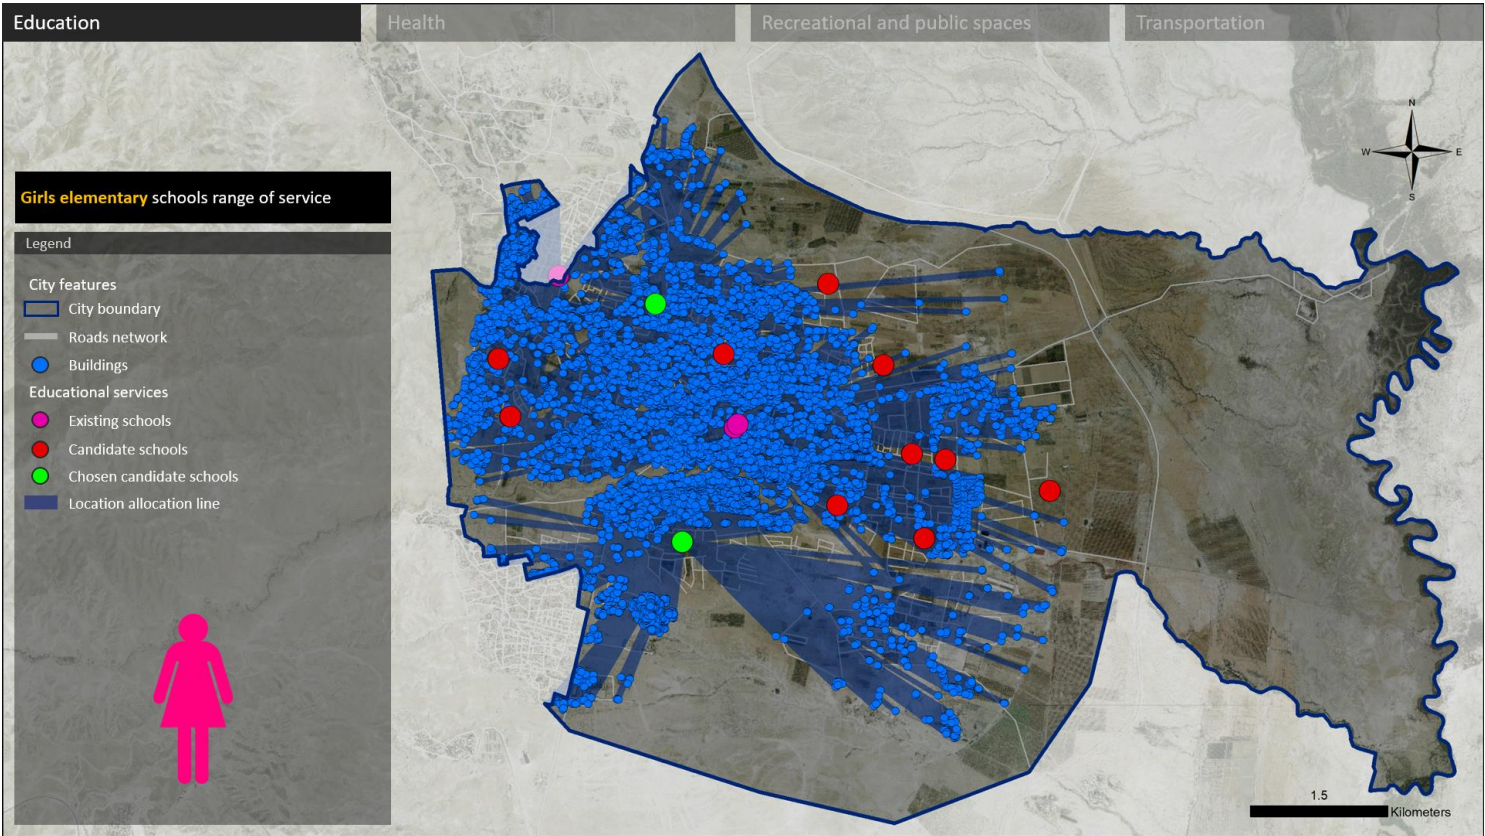 Education
Health
Recreational and public spaces
Transportation
N
W
E
S
Girls elementary schools range of service
Legend
City features
City boundary
Roads network
Buildings
Educational services
Existing schools
Candidate schools
Chosen candidate schools
Location allocation line
1.5
Kilometers